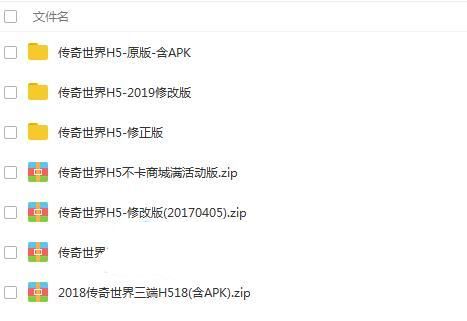 文件名
传奇世界H5-原版-含APK
传奇世界H5-2019修改版
传奇世界H5-修正版
传奇世界H5不卡商城满活动版.zip
传奇世界H5-修改版(20170405).zip
传奇世界
2018传奇世界三端H518(含APK).zip